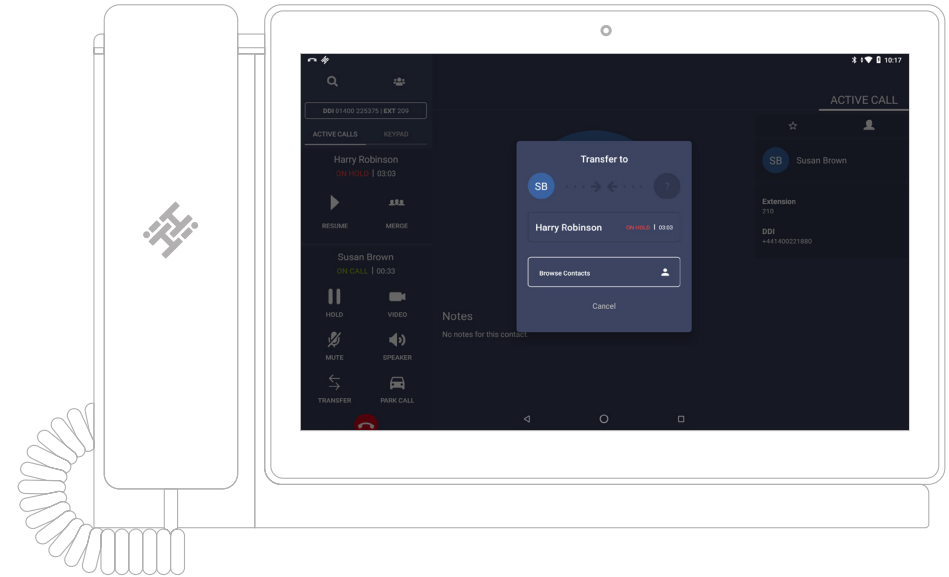 10:17
DDI 01400 225375 | EXT 209
ACTIVE CALLS KEYPAD
Harry Robinson
ON HOLD | 03:03
RESUME MERGE
Susan Brown
ON CALL | 00:33
HOLD VIDEO
MUTE SPEAKER
TRANSFER PARK CALL
Notes
No notes for this contact.
Transfer to
SB ?
Harry Robinson ON HOLD | 03:03
Browse Contacts
Cancel
ACTIVE CALL
SB Susan Brown
Extension
210
DDI
+441400221880